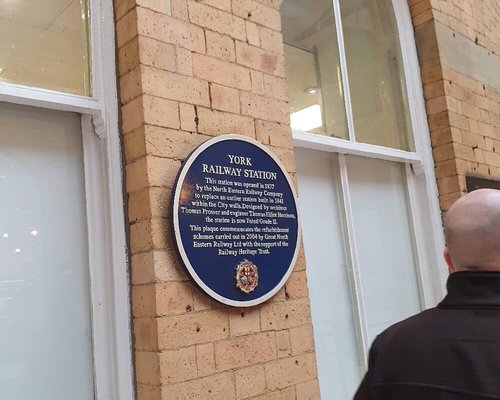 YORK
RAILWAY STATION
This station was opened in 1877
by the North Eastern Railway Company
to replace an earlier station built in 1841
within the City walls. Designed by architect
Thomas Prosser and engineer Thomas Elliot Harrison,
the station is now listed Grade II.
This plaque commemorates the refurbishment
schemes carried out in 2004 by Great North
Eastern Railway Ltd with the support of the
Railway Heritage Trust.